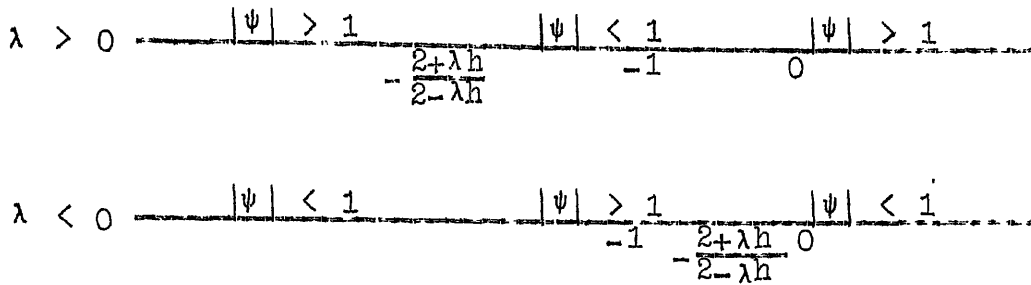 λ > 0 |ψ| > 1 |ψ| < 1 |ψ| > 1
- 2+λh / 2-λh -1 0
λ < 0 |ψ| < 1 |ψ| > 1 |ψ| < 1
-1 - 2+λh / 2-λh 0